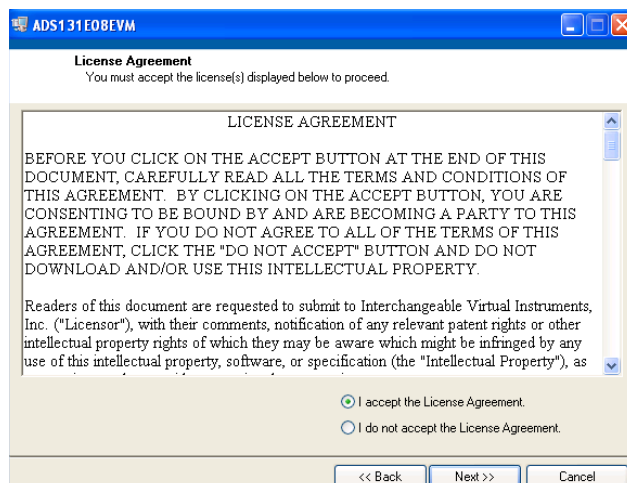 ADS131E08EVM
License Agreement
You must accept the license(s) displayed below to proceed.
LICENSE AGREEMENT
BEFORE YOU CLICK ON THE ACCEPT BUTTON AT THE END OF THIS
DOCUMENT, CAREFULLY READ ALL THE TERMS AND CONDITIONS OF
THIS AGREEMENT. BY CLICKING ON THE ACCEPT BUTTON, YOU ARE
CONSENTING TO BE BOUND BY AND ARE BECOMING A PARTY TO THIS
AGREEMENT. IF YOU DO NOT AGREE TO ALL OF THE TERMS OF THIS
AGREEMENT, CLICK THE "DO NOT ACCEPT" BUTTON AND DO NOT
DOWNLOAD AND/OR USE THIS INTELLECTUAL PROPERTY.
Readers of this document are requested to submit to Interchangeable Virtual Instruments,
Inc. ("Licensor"), with their comments, notification of any relevant patent rights or other
intellectual property rights of which they may be aware which might be infringed by any
use of this intellectual property, software, or specification (the "Intellectual Property"), as
I accept the License Agreement.
I do not accept the License Agreement.
<< Back Next >> Cancel